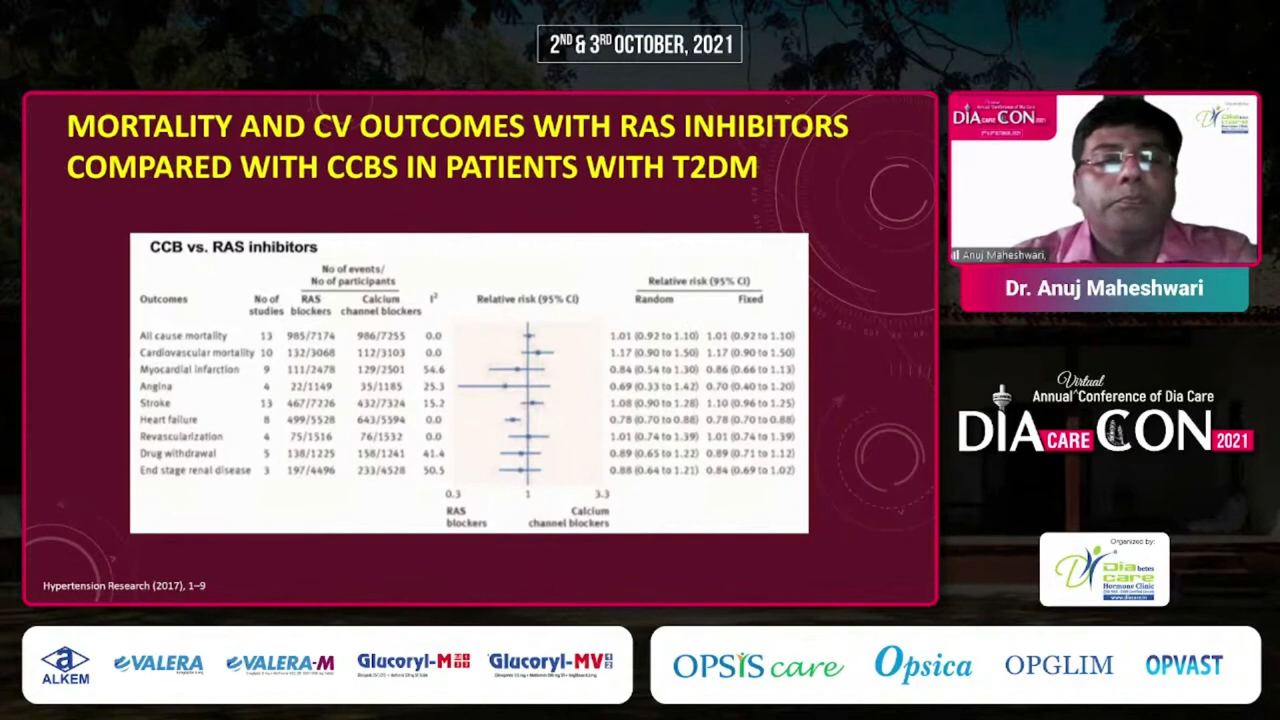 2ND & 3RD OCTOBER, 2021
MORTALITY AND CV OUTCOMES WITH RAS INHIBITORS
COMPARED WITH CCBS IN PATIENTS WITH T2DM
CCB vs. RAS inhibitors
No of events/
No of participants
Relative risk (95% CI)
Outcomes No of studies RAS blockers Calcium channel blockers I² Relative risk (95% CI) Random Fixed
All cause mortality 13 985/7174 986/7255 0.0 1.01 (0.92 to 1.10) 1.01 (0.92 to 1.10)
Cardiovascular mortality 10 132/3068 112/3103 0.0 1.17 (0.90 to 1.50) 1.17 (0.90 to 1.50)
Myocardial infarction 9 111/2478 129/2501 54.6 0.84 (0.54 to 1.30) 0.86 (0.66 to 1.13)
Angina 4 22/1149 35/1185 25.3 0.69 (0.33 to 1.42) 0.70 (0.40 to 1.20)
Stroke 13 467/7226 432/7324 15.2 1.08 (0.90 to 1.28) 1.10 (0.96 to 1.25)
Heart failure 8 499/5528 643/5594 0.0 0.78 (0.70 to 0.88) 0.78 (0.70 to 0.88)
Revascularization 4 75/1516 76/1532 0.0 1.01 (0.74 to 1.39) 1.01 (0.74 to 1.39)
Drug withdrawal 5 138/1225 158/1241 41.4 0.89 (0.65 to 1.22) 0.89 (0.71 to 1.12)
End stage renal disease 3 197/4496 233/4528 50.5 0.88 (0.64 to 1.21) 0.84 (0.69 to 1.02)
0.3 1 3.3
RAS blockers Calcium channel blockers
Hypertension Research (2017), 1–9
DIA CARE CON 2021
Anuj Maheshwari,
Dr. Anuj Maheshwari
Virtual
Annual ^ Conference of Dia Care
DIA CARE CON 2021
Organized by:
Diabetes
care
Hormone Clinic
ALKEM
VALERA
VALERA-M
Glucoryl-M
Glucoryl-MV
OPSIS care
Opsica
OPGLIM
OPVAST